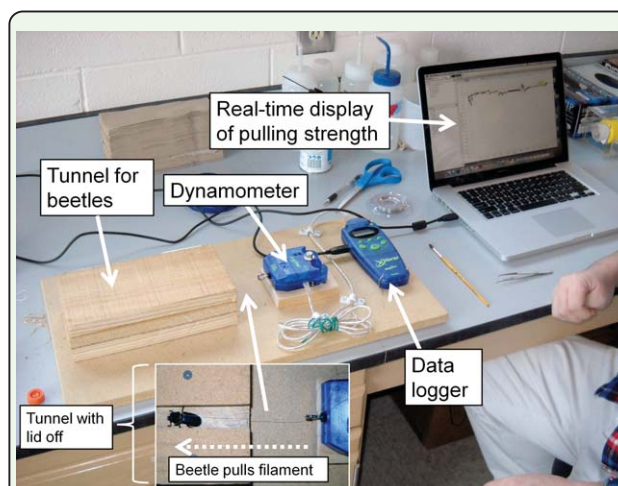 Real-time display
of pulling strength
Tunnel for
beetles
Dynamometer
Data
logger
Tunnel with
lid off
Beetle pulls filament